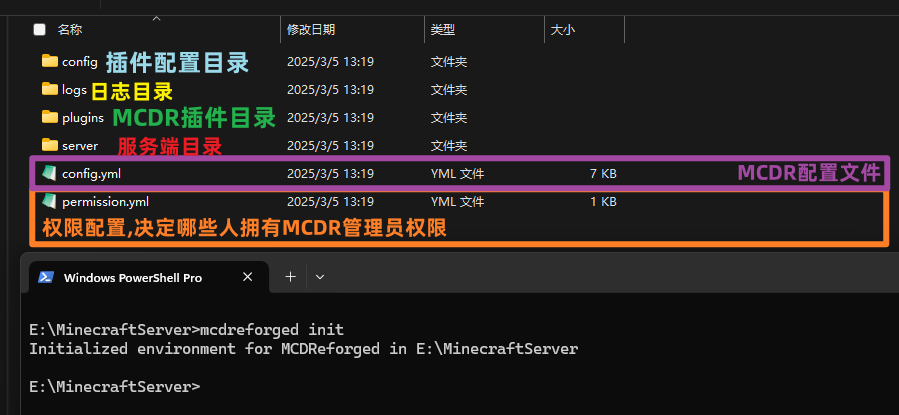 名称 修改日期 类型 大小
config 插件配置目录 2025/3/5 13:19 文件夹
logs 日志目录 2025/3/5 13:19 文件夹
plugins MCDR插件目录 2025/3/5 13:19 文件夹
server 服务端目录 2025/3/5 13:19 文件夹
config.yml 2025/3/5 13:19 YML 文件 7 KB MCDR配置文件
permission.yml 2025/3/5 13:19 YML 文件 1 KB
权限配置,决定哪些人拥有MCDR管理员权限
Windows PowerShell Pro
E:\MinecraftServer>mcdreforged init
Initialized environment for MCDReforged in E:\MinecraftServer
E:\MinecraftServer>